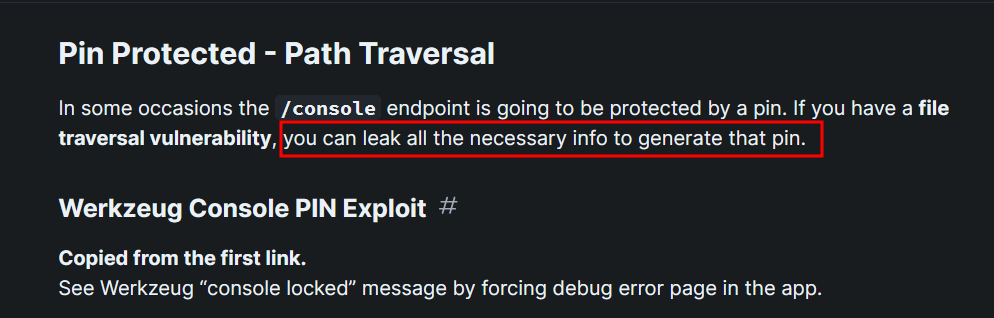 Pin Protected - Path Traversal
In some occasions the /console endpoint is going to be protected by a pin. If you have a file
traversal vulnerability, you can leak all the necessary info to generate that pin.
Werkzeug Console PIN Exploit #
Copied from the first link.
See Werkzeug “console locked” message by forcing debug error page in the app.